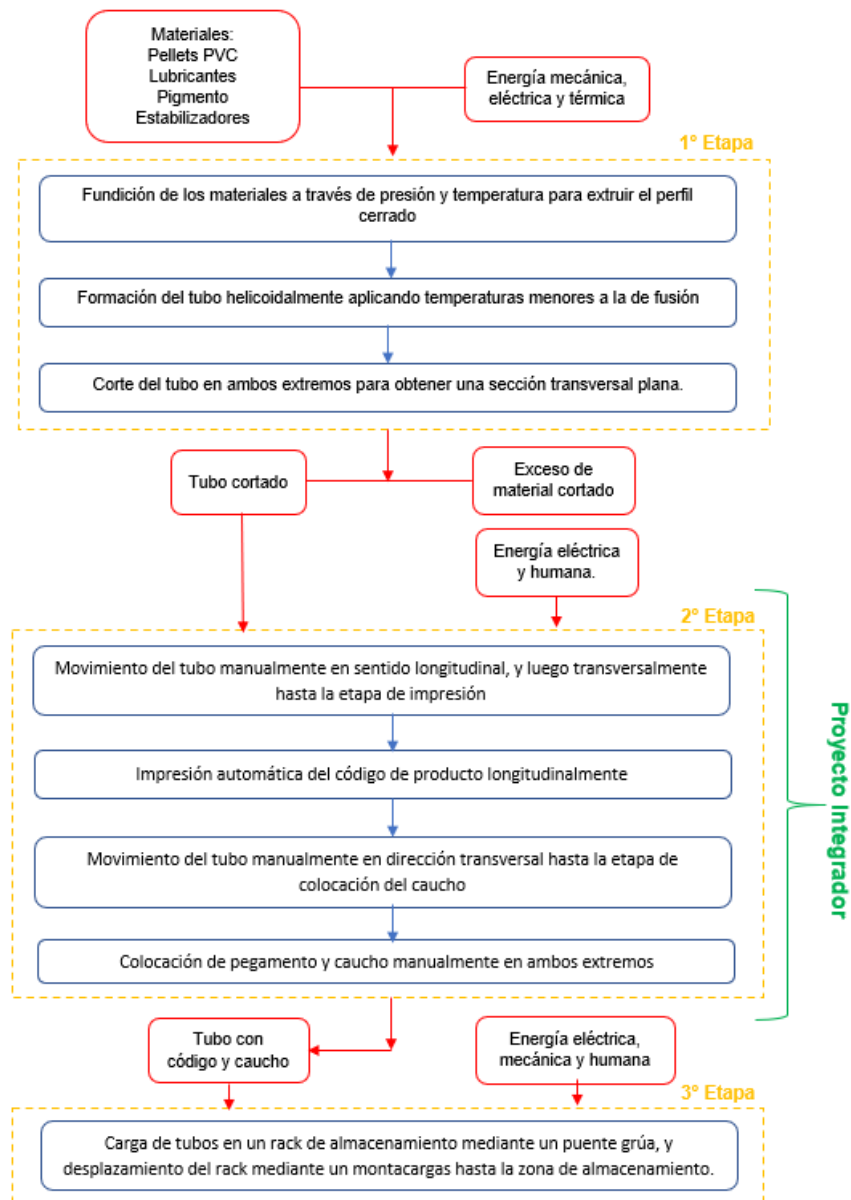 Materiales:
Pellets PVC
Lubricantes
Pigmento
Estabilizadores
Energía mecánica,
eléctrica y térmica
1° Etapa
Fundición de los materiales a través de presión y temperatura para extruir el perfil
cerrado
Formación del tubo helicoidalmente aplicando temperaturas menores a la de fusión
Corte del tubo en ambos extremos para obtener una sección transversal plana.
Tubo cortado
Exceso de
material cortado
Energía eléctrica
y humana.
2° Etapa
Movimiento del tubo manualmente en sentido longitudinal, y luego transversalmente
hasta la etapa de impresión
Impresión automática del código de producto longitudinalmente
Movimiento del tubo manualmente en dirección transversal hasta la etapa de
colocación del caucho
Colocación de pegamento y caucho manualmente en ambos extremos
Proyecto Integrador
Tubo con
código y caucho
Energía eléctrica,
mecánica y humana
3° Etapa
Carga de tubos en un rack de almacenamiento mediante un puente grúa, y
desplazamiento del rack mediante un montacargas hasta la zona de almacenamiento.